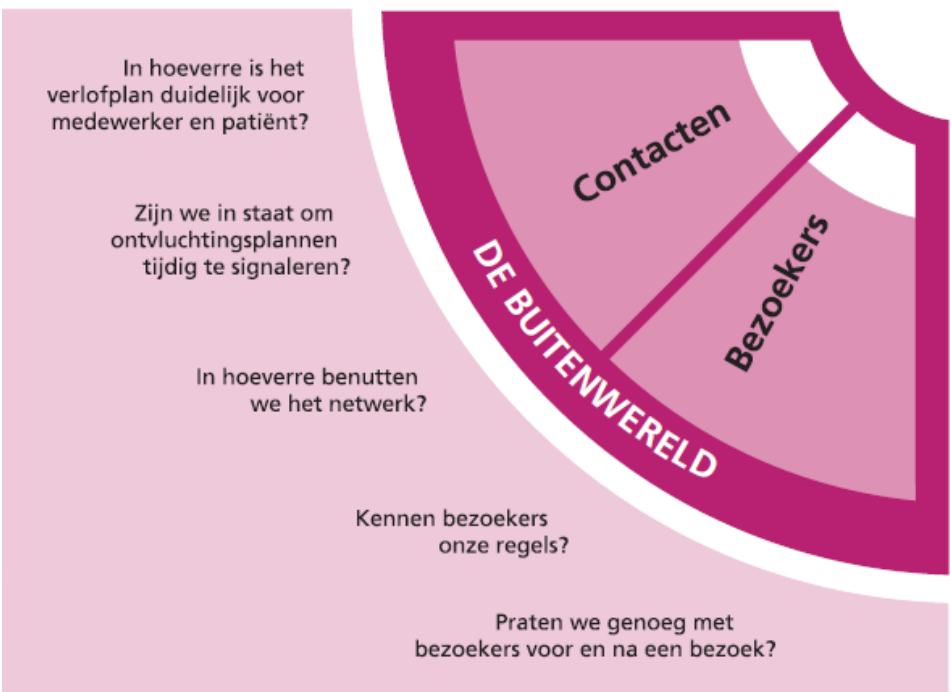 In hoeverre is het
verlofplan duidelijk voor
medewerker en patiënt?
Zijn we in staat om
ontvluchtingsplannen
tijdig te signaleren?
In hoeverre benutten
we het netwerk?
Kennen bezoekers
onze regels?
Praten we genoeg met
bezoekers voor en na een bezoek?
Contacten
Bezoekers
DE BUITENWERELD